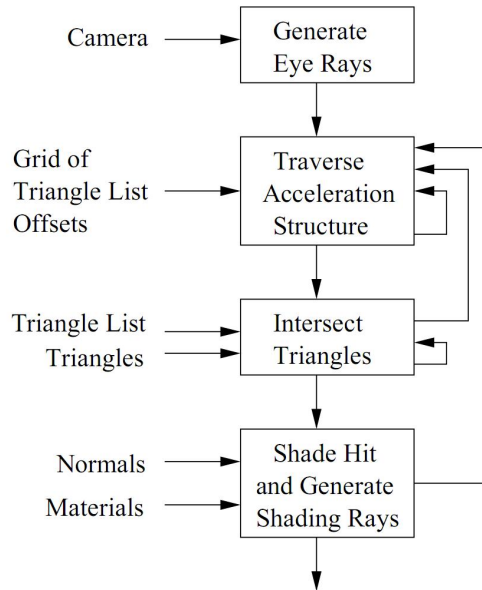 Camera
Generate
Eye Rays
Grid of
Triangle List
Offsets
Traverse
Acceleration
Structure
Triangle List
Triangles
Intersect
Triangles
Normals
Materials
Shade Hit
and Generate
Shading Rays